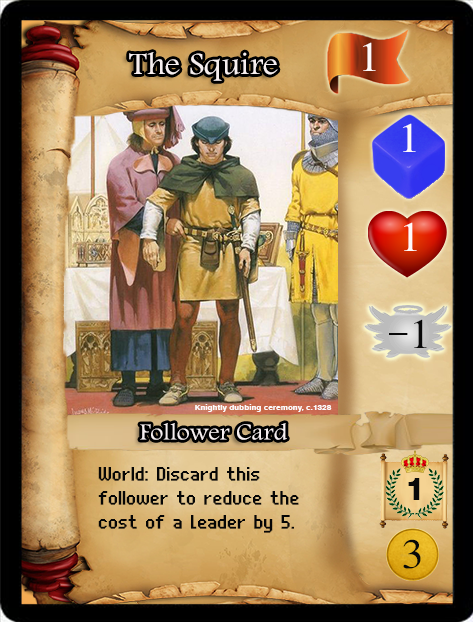 The Squire
1
1
1
−1
Knightly dubbing ceremony, c.1328
Follower Card
World: Discard this
follower to reduce the
cost of a leader by 5.
1
3